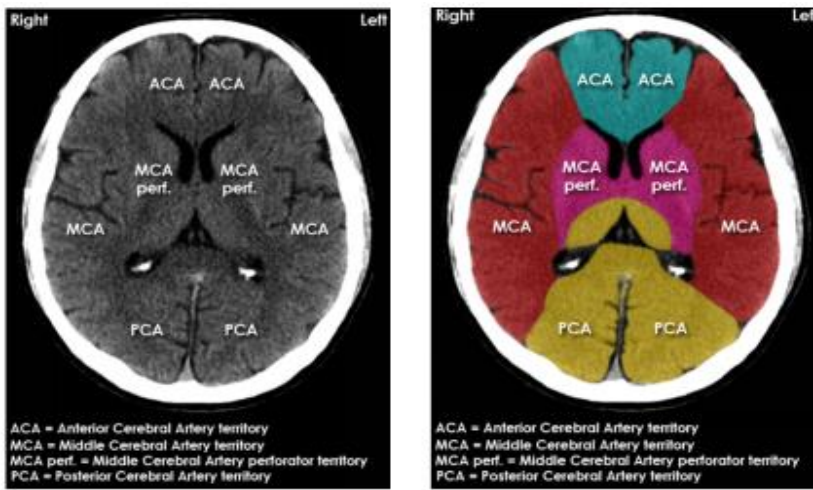 Right Left
ACA ACA
MCA perf. MCA perf.
MCA MCA
PCA PCA
ACA = Anterior Cerebral Artery territory
MCA = Middle Cerebral Artery territory
MCA perf. = Middle Cerebral Artery perforator territory
PCA = Posterior Cerebral Artery territory
Right Lef
ACA ACA
MCA perf. MCA perf.
MCA MCA
PCA PCA
ACA = Anterior Cerebral Artery territory
MCA = Middle Cerebral Artery territory
MCA perf. = Middle Cerebral Artery perforator territory
PCA = Posterior Cerebral Artery territory